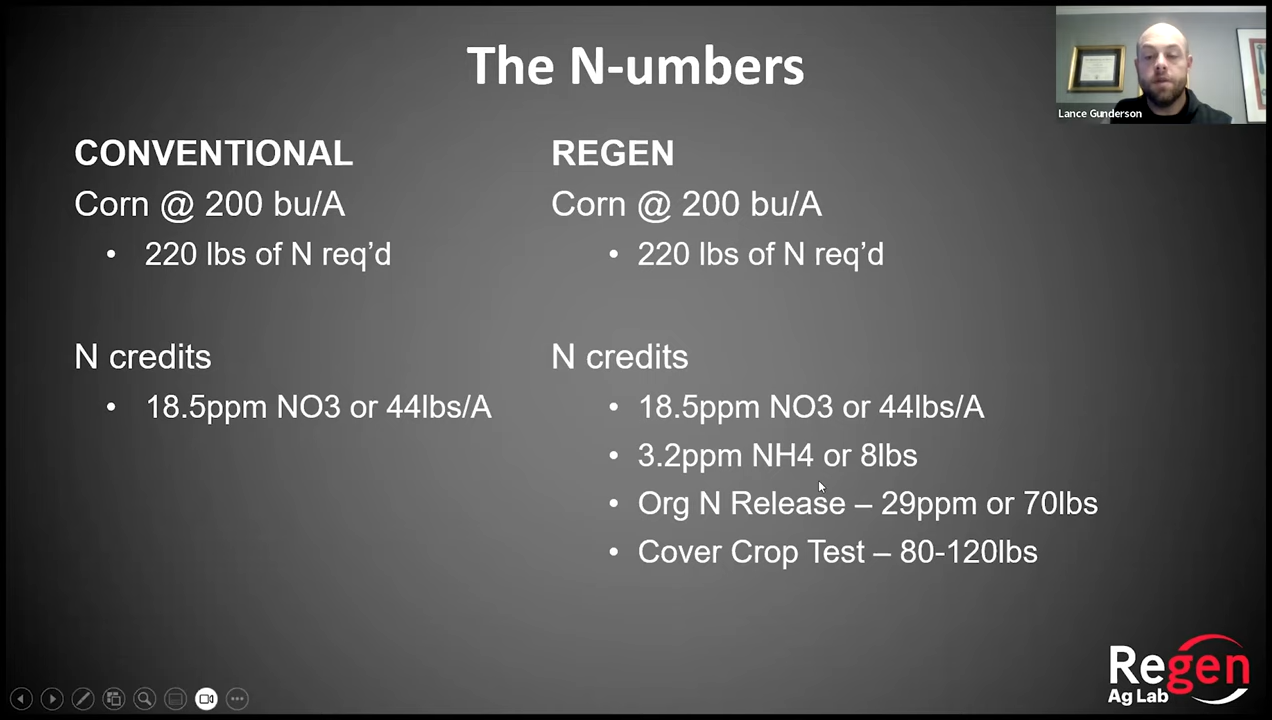 The N-umbers
Lance Gunderson
CONVENTIONAL
Corn @ 200 bu/A
• 220 lbs of N req’d
N credits
• 18.5ppm NO3 or 44lbs/A
REGEN
Corn @ 200 bu/A
• 220 lbs of N req’d
N credits
• 18.5ppm NO3 or 44lbs/A
• 3.2ppm NH4 or 8lbs
• Org N Release – 29ppm or 70lbs
• Cover Crop Test – 80-120lbs
Regen
Ag Lab